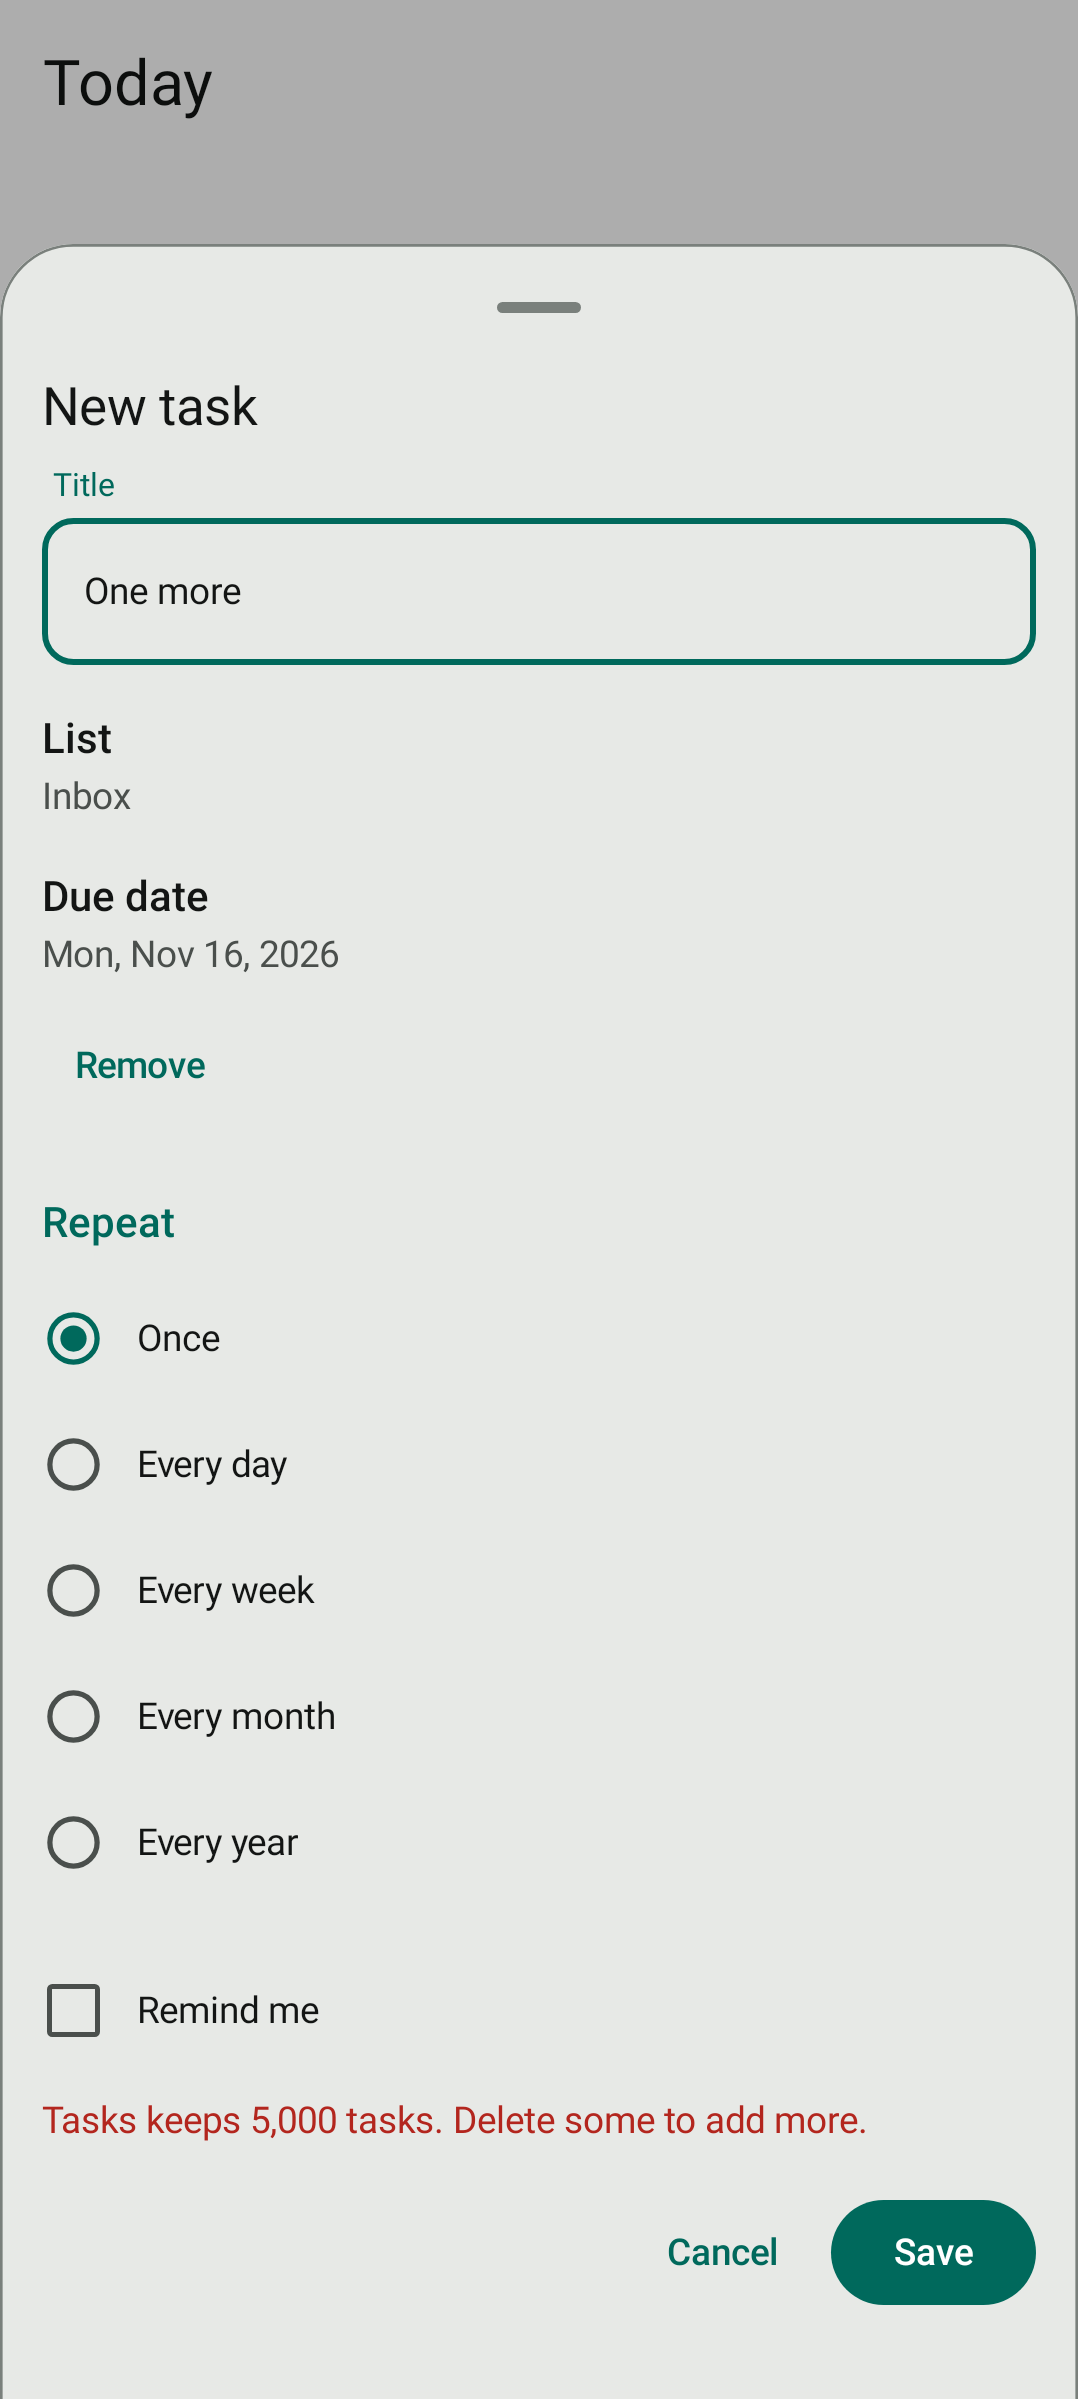 Today
New task
Title
One more
List
Inbox
Due date
Mon, Nov 16, 2026
Remove
Repeat
Once
Every day
Every week
Every month
Every year
Remind me
Tasks keeps 5,000 tasks. Delete some to add more.
Cancel
Save